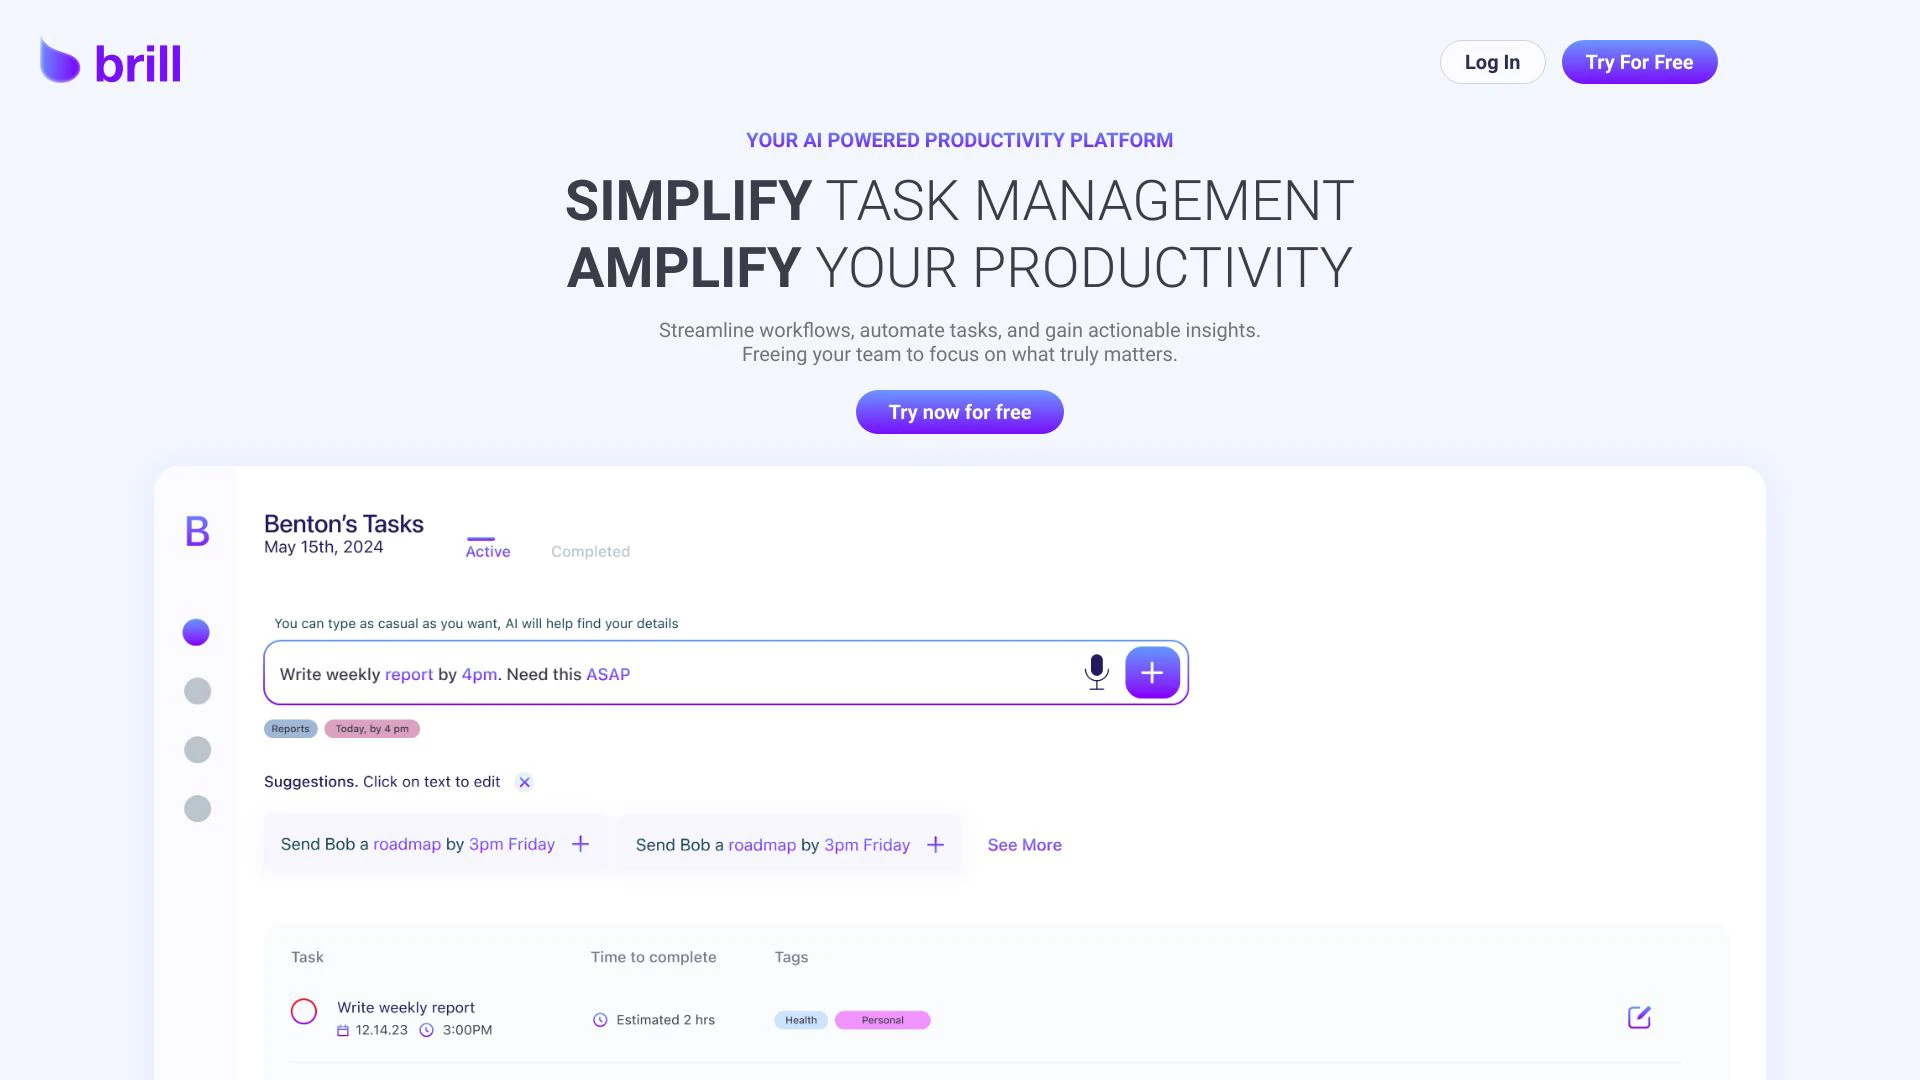 brill
Log In
Try For Free
YOUR AI POWERED PRODUCTIVITY PLATFORM
SIMPLIFY TASK MANAGEMENT
AMPLIFY YOUR PRODUCTIVITY
Streamline workflows, automate tasks, and gain actionable insights.
Freeing your team to focus on what truly matters.
Try now for free
B
Benton’s Tasks
May 15th, 2024
Active
Completed
You can type as casual as you want, AI will help find your details
Write weekly report by 4pm. Need this ASAP
Reports
Today, by 4 pm
Suggestions. Click on text to edit
Send Bob a roadmap by 3pm Friday
Send Bob a roadmap by 3pm Friday
See More
Task
Time to complete
Tags
Write weekly report
12.14.23
3:00PM
Estimated 2 hrs
Health
Personal